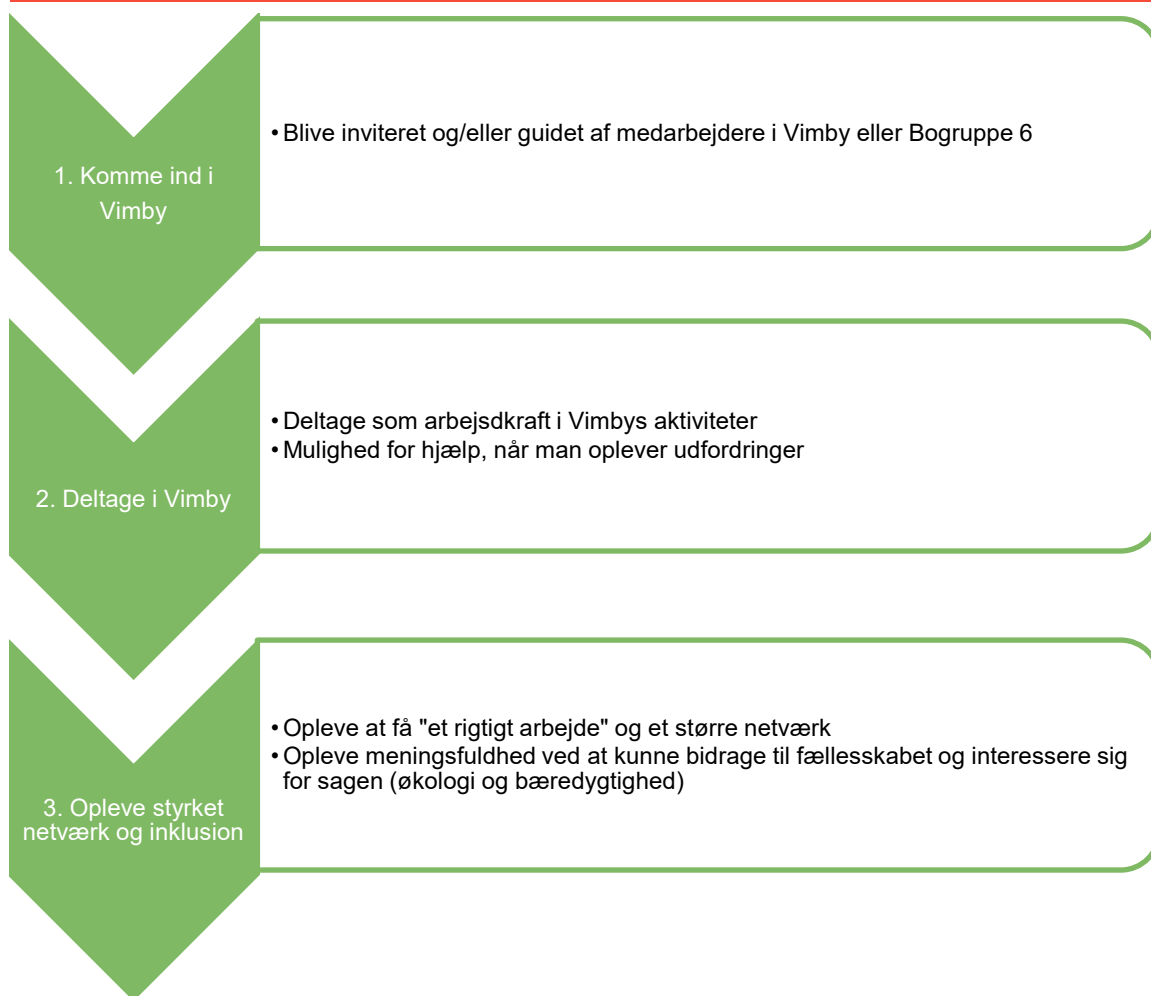 1. Komme ind i
Vimby
• Blive inviteret og/eller guidet af medarbejdere i Vimby eller Bogruppe 6
2. Deltage i Vimby
• Deltage som arbejsdkraft i Vimbys aktiviteter
• Mulighed for hjælp, når man oplever udfordringer
3. Opleve styrket
netværk og inklusion
• Opleve at få "et rigtigt arbejde" og et større netværk
• Opleve meningsfuldhed ved at kunne bidrage til fællesskabet og interessere sig
for sagen (økologi og bæredygtighed)